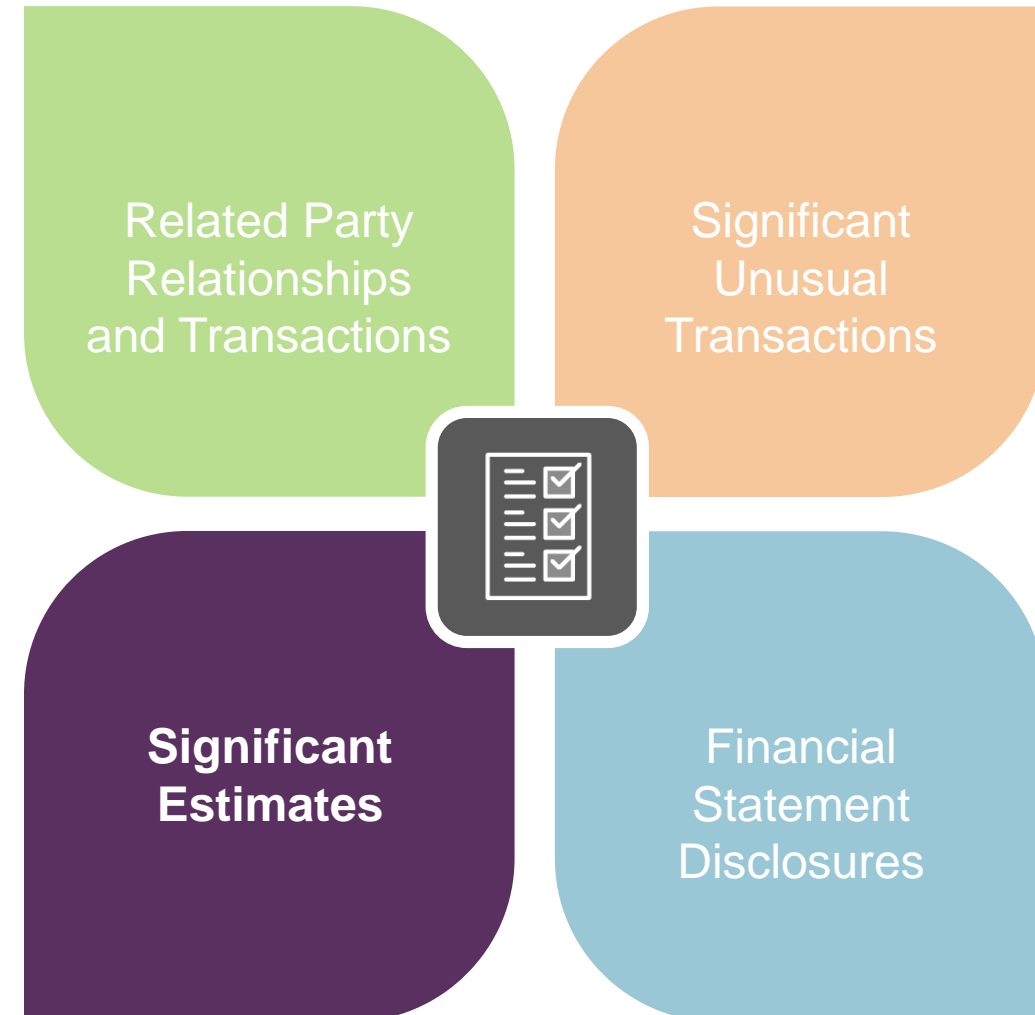 Related Party
Relationships
and Transactions
Significant
Unusual
Transactions
Significant
Estimates
Financial
Statement
Disclosures